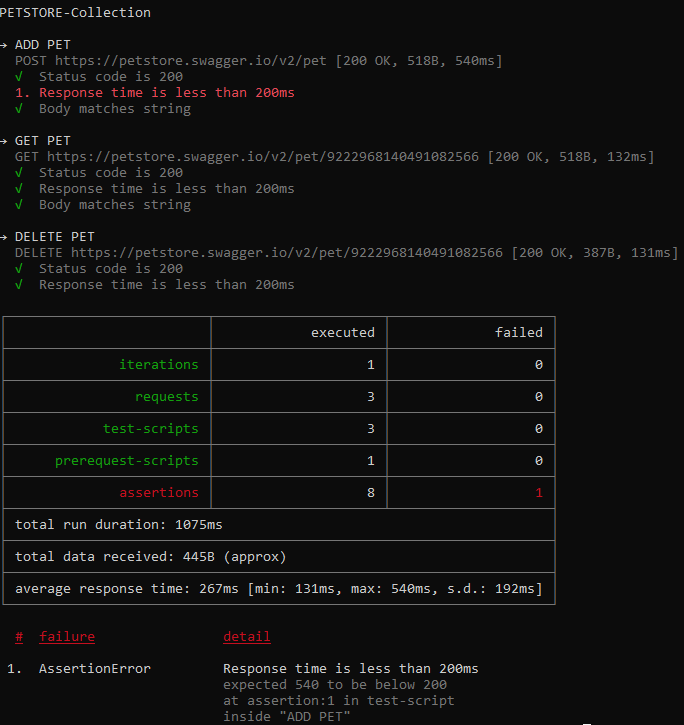 PETSTORE-Collection
→ ADD PET
POST https://petstore.swagger.io/v2/pet [200 OK, 518B, 540ms]
√ Status code is 200
1. Response time is less than 200ms
√ Body matches string
→ GET PET
GET https://petstore.swagger.io/v2/pet/9222968140491082566 [200 OK, 518B, 132ms]
√ Status code is 200
√ Response time is less than 200ms
√ Body matches string
→ DELETE PET
DELETE https://petstore.swagger.io/v2/pet/9222968140491082566 [200 OK, 387B, 131ms]
√ Status code is 200
√ Response time is less than 200ms
executed failed
iterations 1 0
requests 3 0
test-scripts 3 0
prerequest-scripts 1 0
assertions 8 1
total run duration: 1075ms
total data received: 445B (approx)
average response time: 267ms [min: 131ms, max: 540ms, s.d.: 192ms]
# failure detail
1. AssertionError Response time is less than 200ms
expected 540 to be below 200
at assertion:1 in test-script
inside "ADD PET"